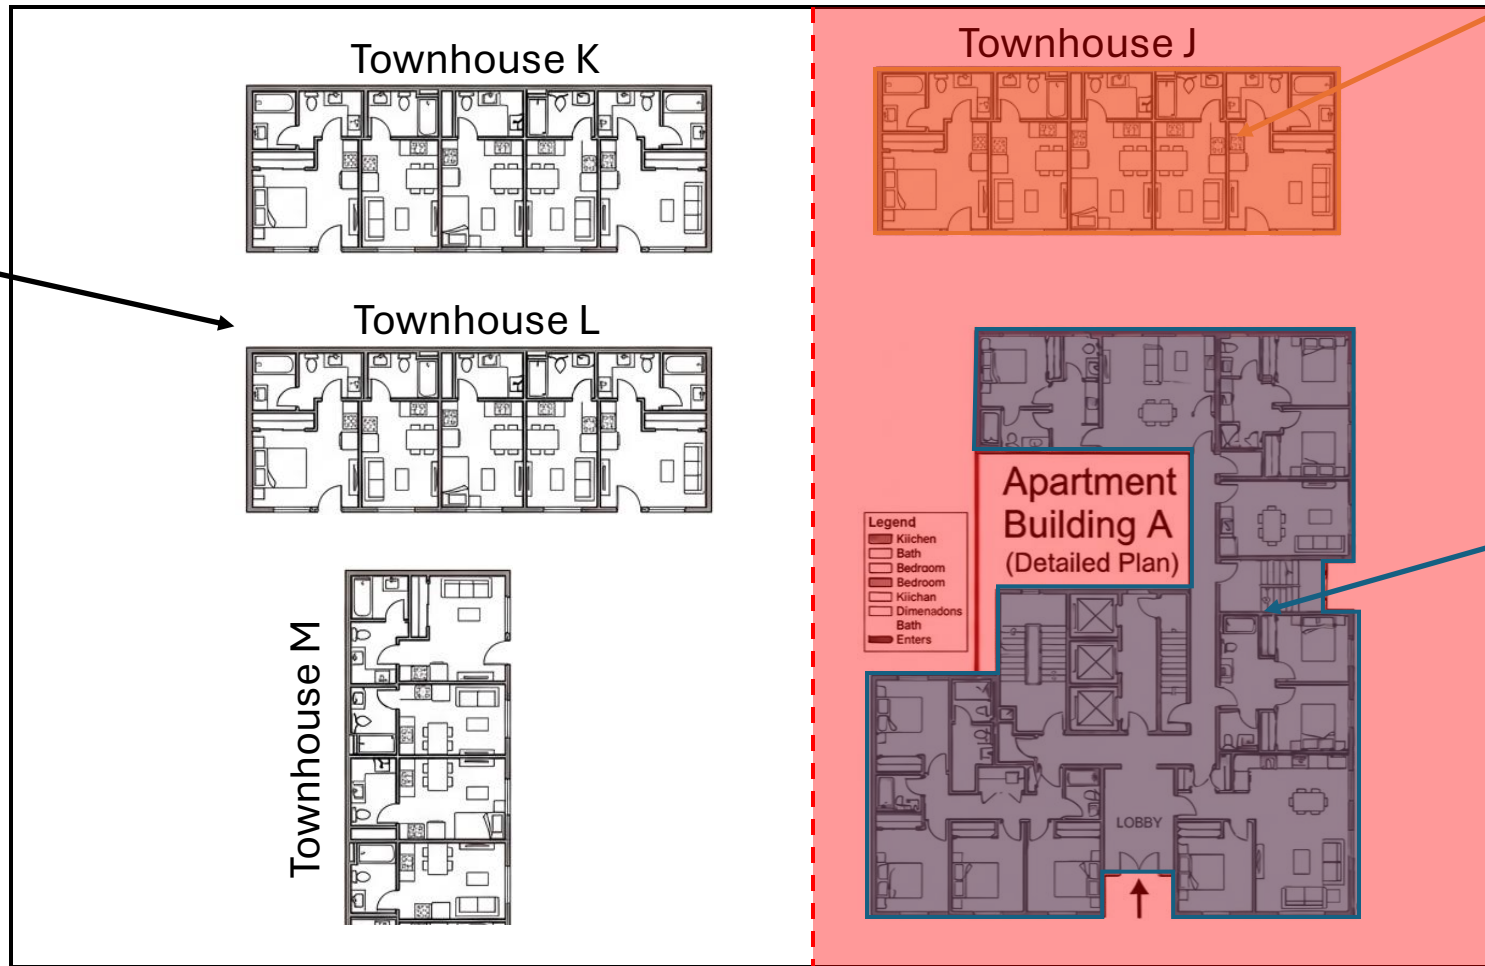 Townhouse K
Townhouse J
Townhouse L
Apartment
Building A
(Detailed Plan)
Legend
Kiichen
Bath
Bedroom
Bedroom
Kiichan
Dimenadons
Bath
Enters
Townhouse M
LOBBY